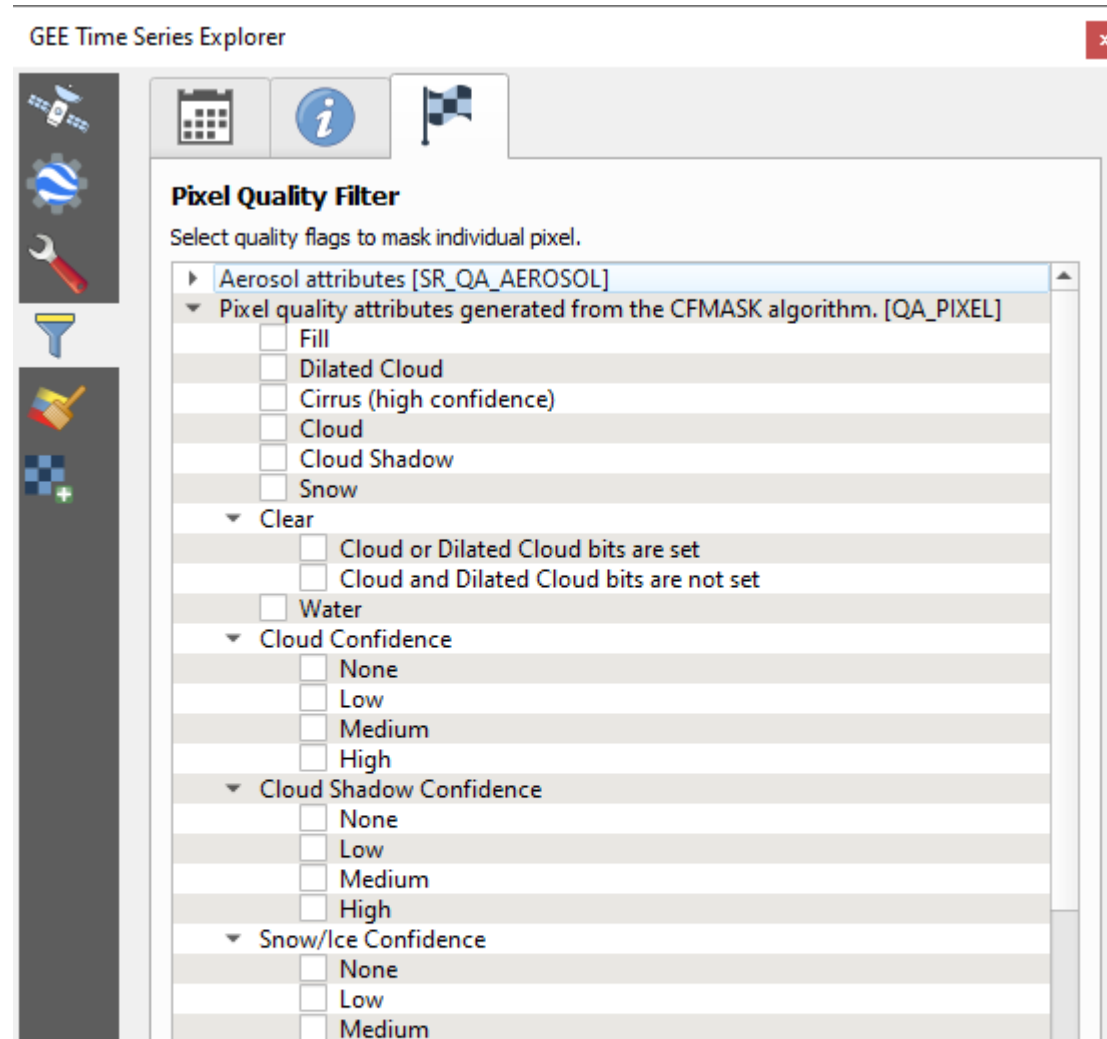 GEE Time Series Explorer
Pixel Quality Filter
Select quality flags to mask individual pixel.
Aerosol attributes [SR_QA_AEROSOL]
Pixel quality attributes generated from the CFMASK algorithm. [QA_PIXEL]
Fill
Dilated Cloud
Cirrus (high confidence)
Cloud
Cloud Shadow
Snow
Clear
Cloud or Dilated Cloud bits are set
Cloud and Dilated Cloud bits are not set
Water
Cloud Confidence
None
Low
Medium
High
Cloud Shadow Confidence
None
Low
Medium
High
Snow/Ice Confidence
None
Low
Medium